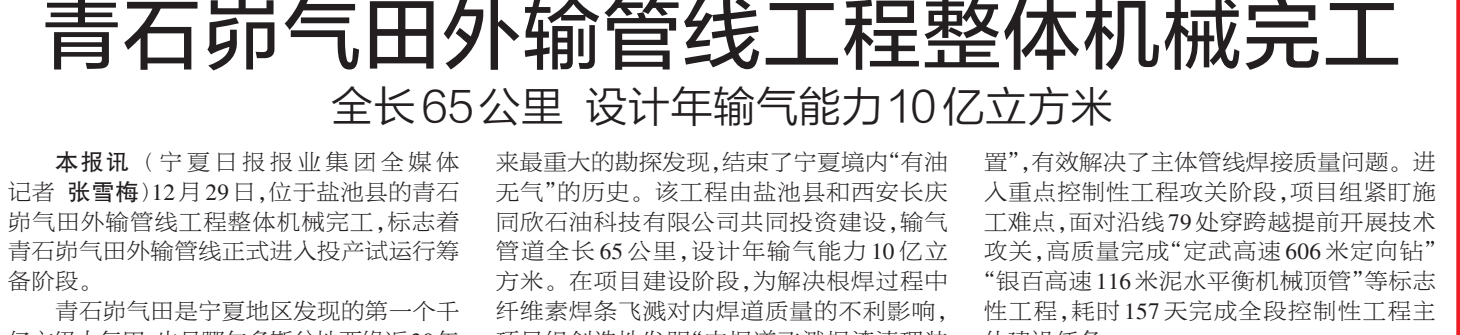 青石峁气田外输管线工程整体机械完工
全长65公里 设计年输气能力10亿立方米
本报讯（宁夏日报报业集团全媒体
记者 张雪梅)12月29日,位于盐池县的青石
峁气田外输管线工程整体机械完工,标志着
青石峁气田外输管线正式进入投产试运行筹
备阶段。
青石峁气田是宁夏地区发现的第一个千
来最重大的勘探发现,结束了宁夏境内“有油
无气”的历史。该工程由盐池县和西安长庆
同欣石油科技有限公司共同投资建设,输气
管道全长65公里,设计年输气能力10亿立
方米。在项目建设阶段,为解决根焊过程中
纤维素焊条飞溅对内焊道质量的不利影响,
置”,有效解决了主体管线焊接质量问题。进
入重点控制性工程攻关阶段,项目组紧盯施
工难点,面对沿线79处穿跨越提前开展技术
攻关,高质量完成“定武高速606米定向钻”
“银百高速116米泥水平衡机械顶管”等标志
性工程,耗时157天完成全段控制性工程主